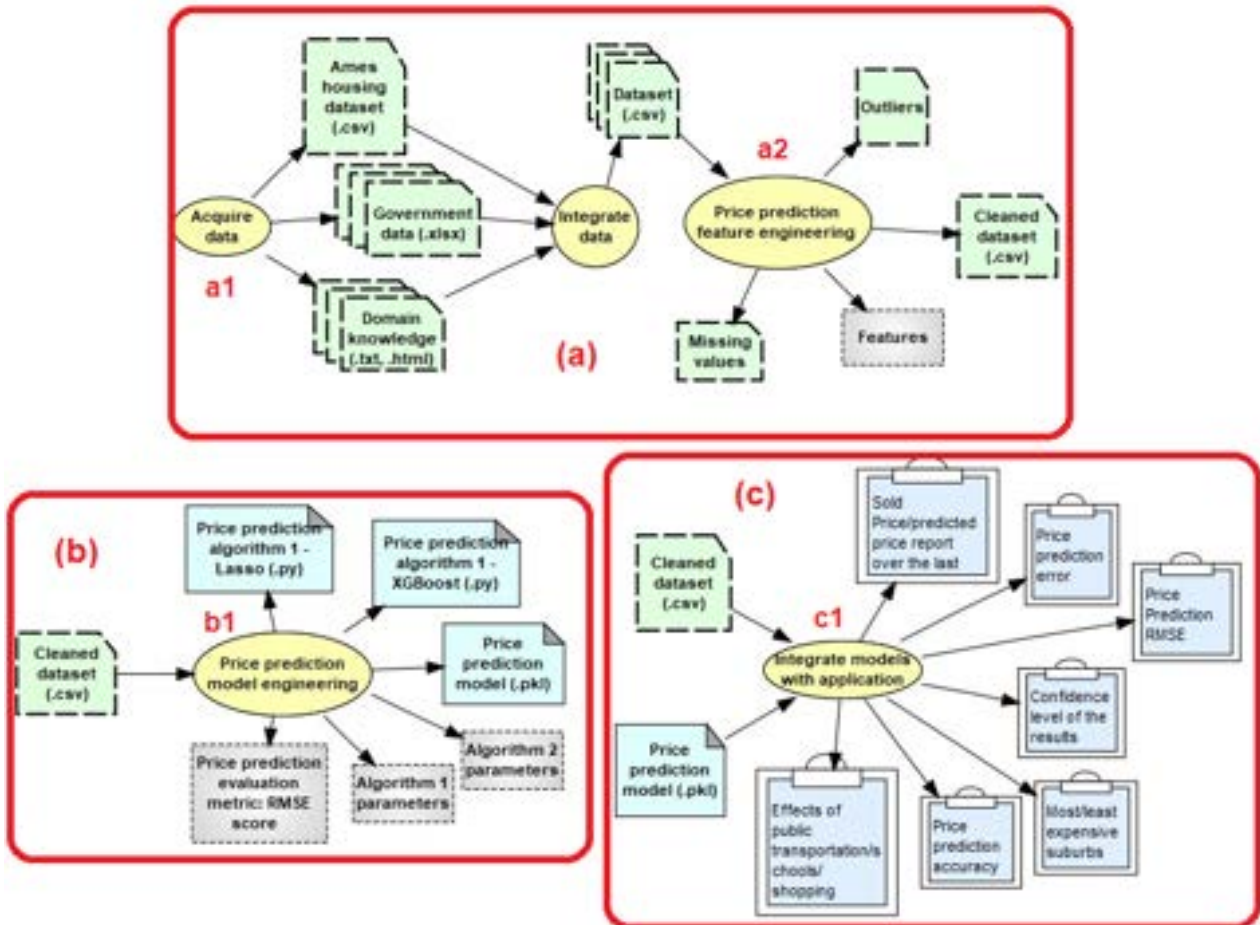 Ames
housing
dataset
(.csv)
Dataset
(.csv)
Outliers
a2
Acquire
data
Government
data (.xlsx)
Integrate
data
Price prediction
feature engineering
Cleaned
dataset
(.csv)
a1
Domain
knowledge
(.txt, .html)
(a)
Missing
values
Features
(b)
Price prediction
algorithm 1 -
Lasso (.py)
Price prediction
algorithm 1 -
XGBoost (.py)
b1
Cleaned
dataset
(.csv)
Price prediction
model engineering
Price
prediction
model (.pkl)
Price prediction
evaluation
metric: RMSE
score
Algorithm 1
parameters
Algorithm 2
parameters
(c)
Cleaned
dataset
(.csv)
Sold
Price/predicted
price report
over the last
Price
prediction
error
Price
Prediction
RMSE
c1
Integrate models
with application
Confidence
level of the
results
Price
prediction
model (.pkl)
Effects of
public
transportation/s
chools/
shopping
Price
prediction
accuracy
Most/least
expensive
suburbs